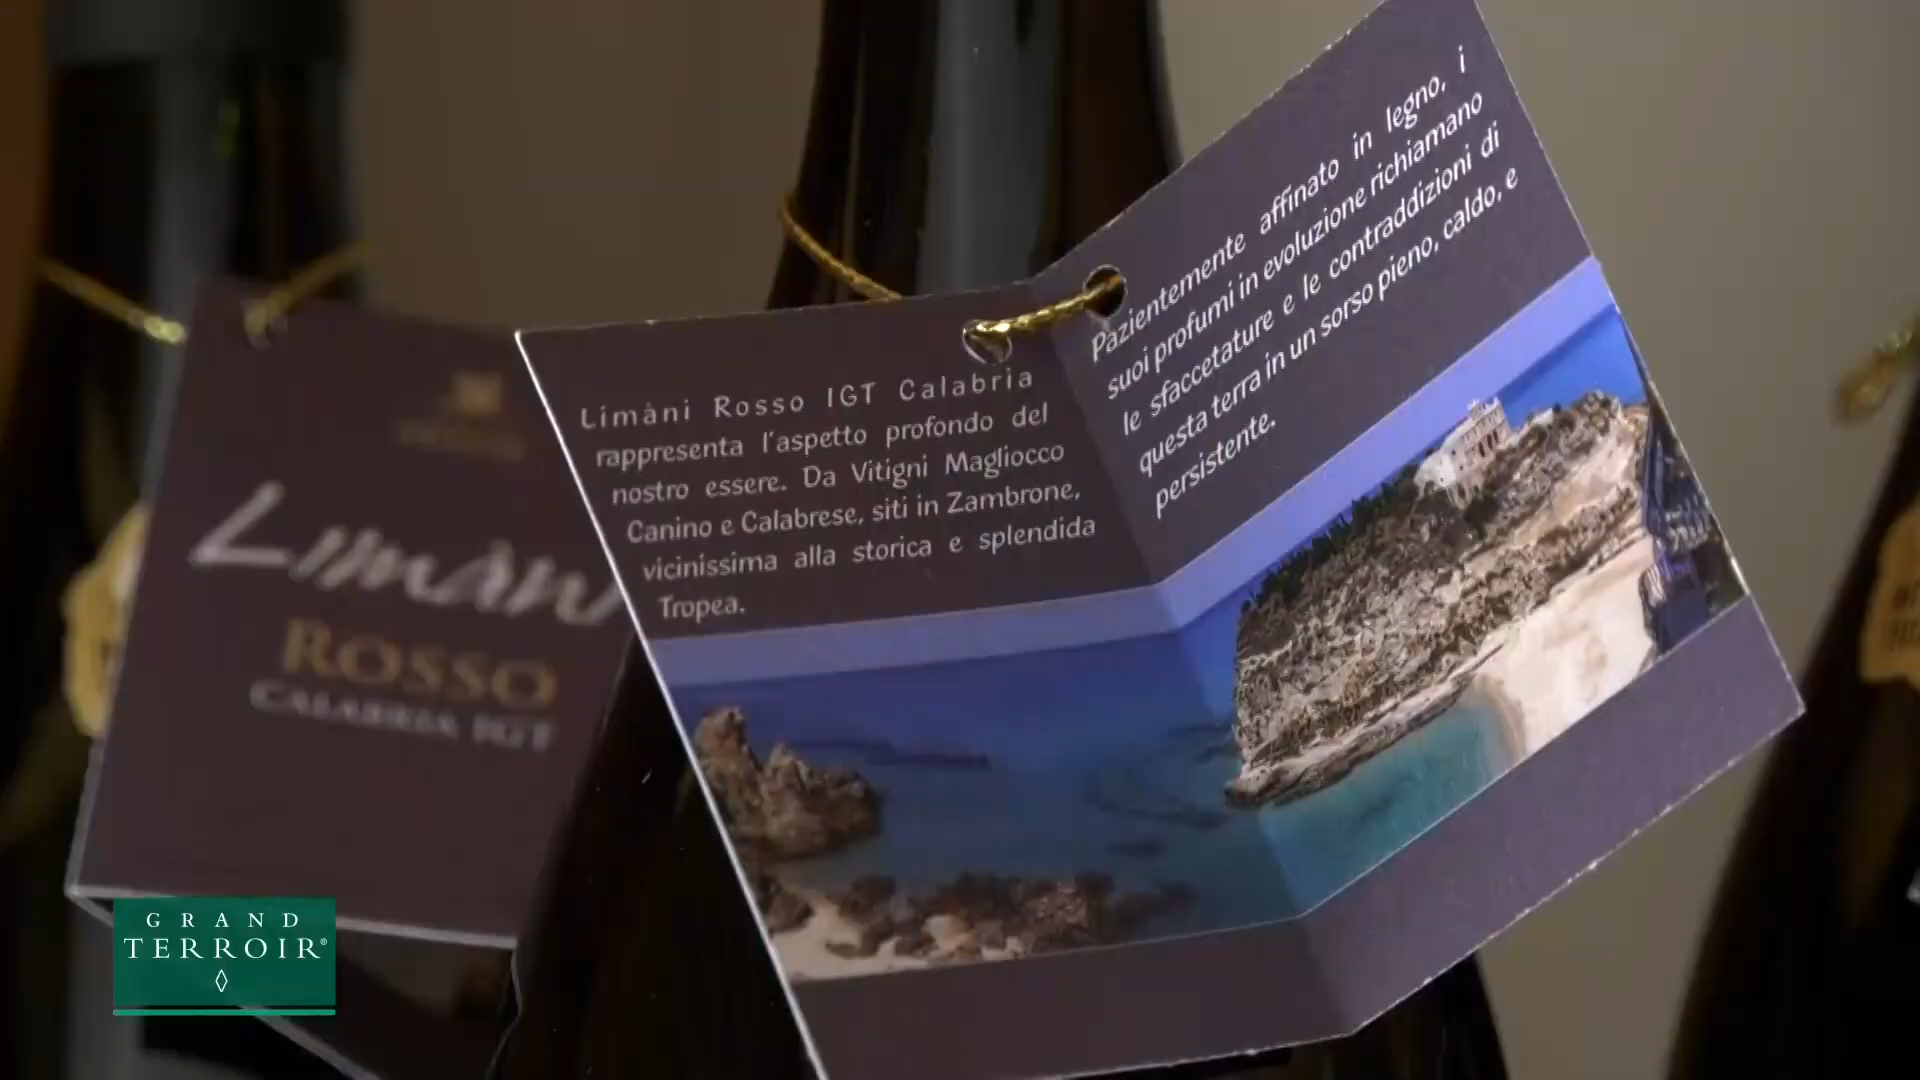 Limàni Rosso IGT Calabria
rappresenta l'aspetto profondo del
nostro essere. Da Vitigni Magliocco
Canino e Calabrese, siti in Zambrone,
vicinissima alla storica e splendida
Tropea.
Pazientemente affinato in legno, i
suoi profumi in evoluzione richiamano
le sfaccetature e le contraddizioni di
questa terra in un sorso pieno, caldo, e
persistente.
Limàni
ROSSO
CALABRIA IGT
GRAND
TERROIR®